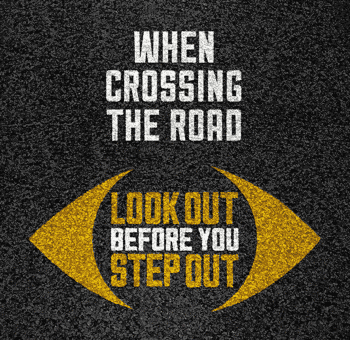 WHEN
CROSSING
THE ROAD
LOOK OUT
BEFORE YOU
STEP OUT